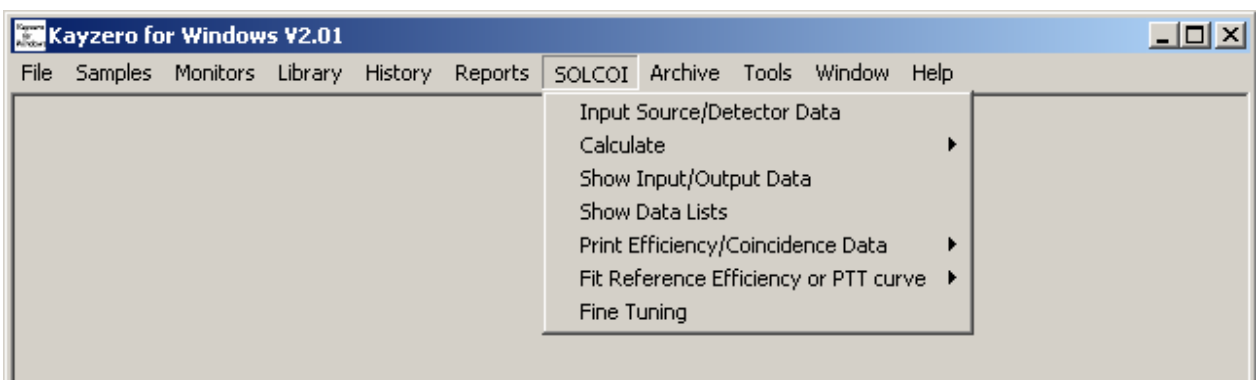 Kayzero for Windows V2.01
File Samples Monitors Library History Reports SOLCOI Archive Tools Window Help
Input Source/Detector Data
Calculate
Show Input/Output Data
Show Data Lists
Print Efficiency/Coincidence Data
Fit Reference Efficiency or PTT curve
Fine Tuning